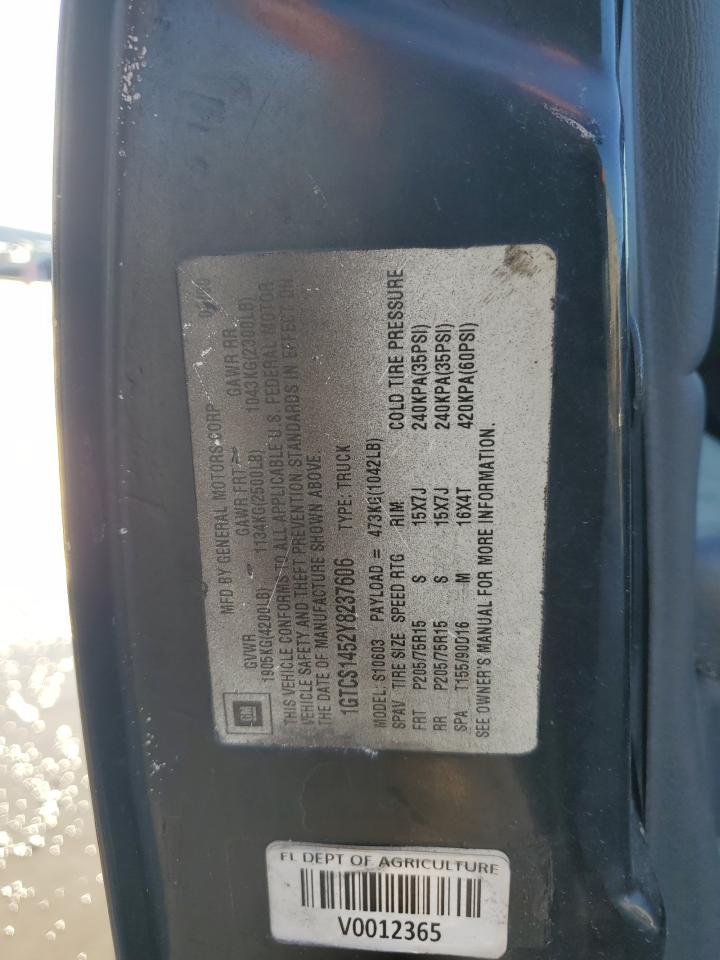 GM
MFD BY GENERAL MOTORS CORP
GVWR GAWR FRT GAWR RR
1905KG(4200LB) 1134KG(2500LB) 1043KG(2300LB)
THIS VEHICLE CONFORMS TO ALL APPLICABLE U.S. FEDERAL MOTOR
VEHICLE SAFETY AND THEFT PREVENTION STANDARDS IN EFFECT ON
THE DATE OF MANUFACTURE SHOWN ABOVE.
1GTCS1452Y8237606 TYPE: TRUCK
MODEL: S10603 PAYLOAD = 473KG(1042LB)
SPAV TIRE SIZE SPEED RTG RIM COLD TIRE PRESSURE
FRT P205/75R15 S 15X7J 240KPA(35PSI)
RR P205/75R15 S 15X7J 240KPA(35PSI)
SPA T155/90D16 M 16X4T 420KPA(60PSI)
SEE OWNER'S MANUAL FOR MORE INFORMATION.
FL DEPT OF AGRICULTURE
V0012365